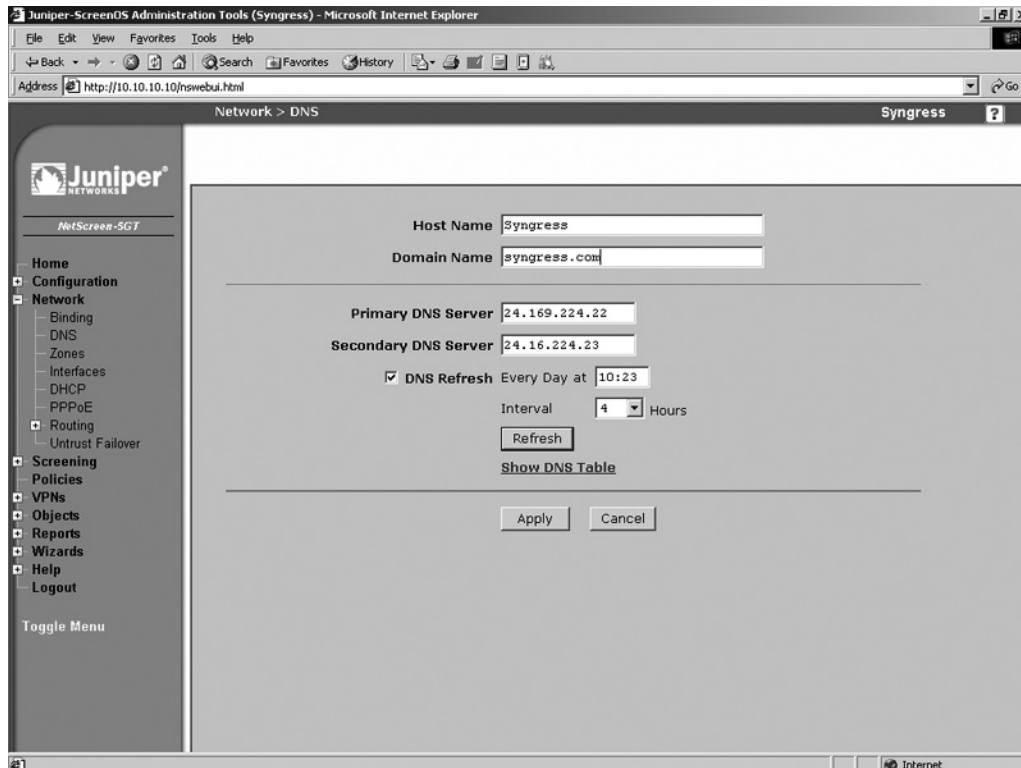 Juniper-ScreenOS Administration Tools (Syngress) - Microsoft Internet Explorer
File Edit View Favorites Tools Help
Back Search Favorites History
Address http://10.10.10.10/nswebui.html Go
Network > DNS Syngress ?
Juniper®
NETWORKS
NetScreen-5GT
Home
Configuration
Network
Binding
DNS
Zones
Interfaces
DHCP
PPPoE
Routing
Untrust Failover
Screening
Policies
VPNs
Objects
Reports
Wizards
Help
Logout
Toggle Menu
Host Name Syngress
Domain Name syngress.com
Primary DNS Server 24.169.224.22
Secondary DNS Server 24.16.224.23
DNS Refresh Every Day at 10:23
Interval 4 Hours
Refresh
Show DNS Table
Apply Cancel
Internet